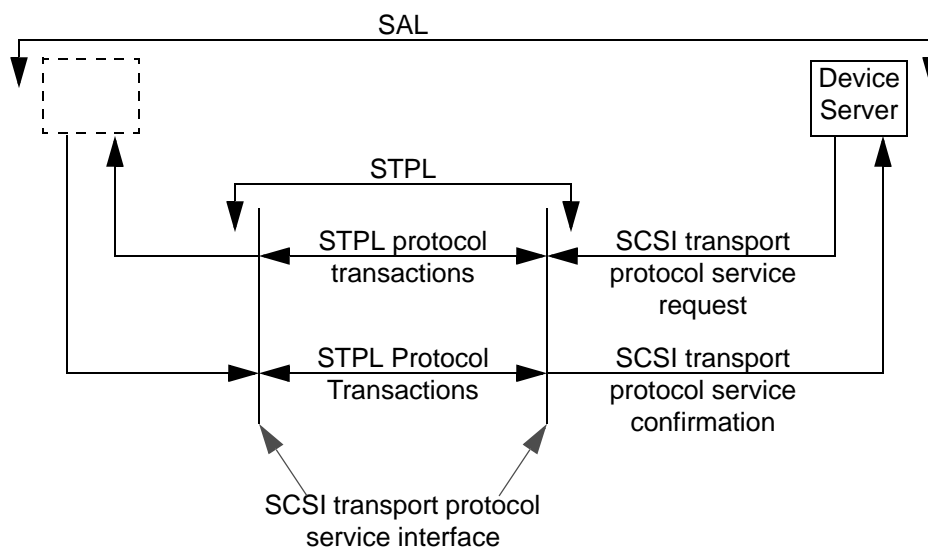 SAL
Device
Server
STPL
STPL protocol
transactions
SCSI transport
protocol service
request
STPL Protocol
Transactions
SCSI transport
protocol service
confirmation
SCSI transport protocol
service interface